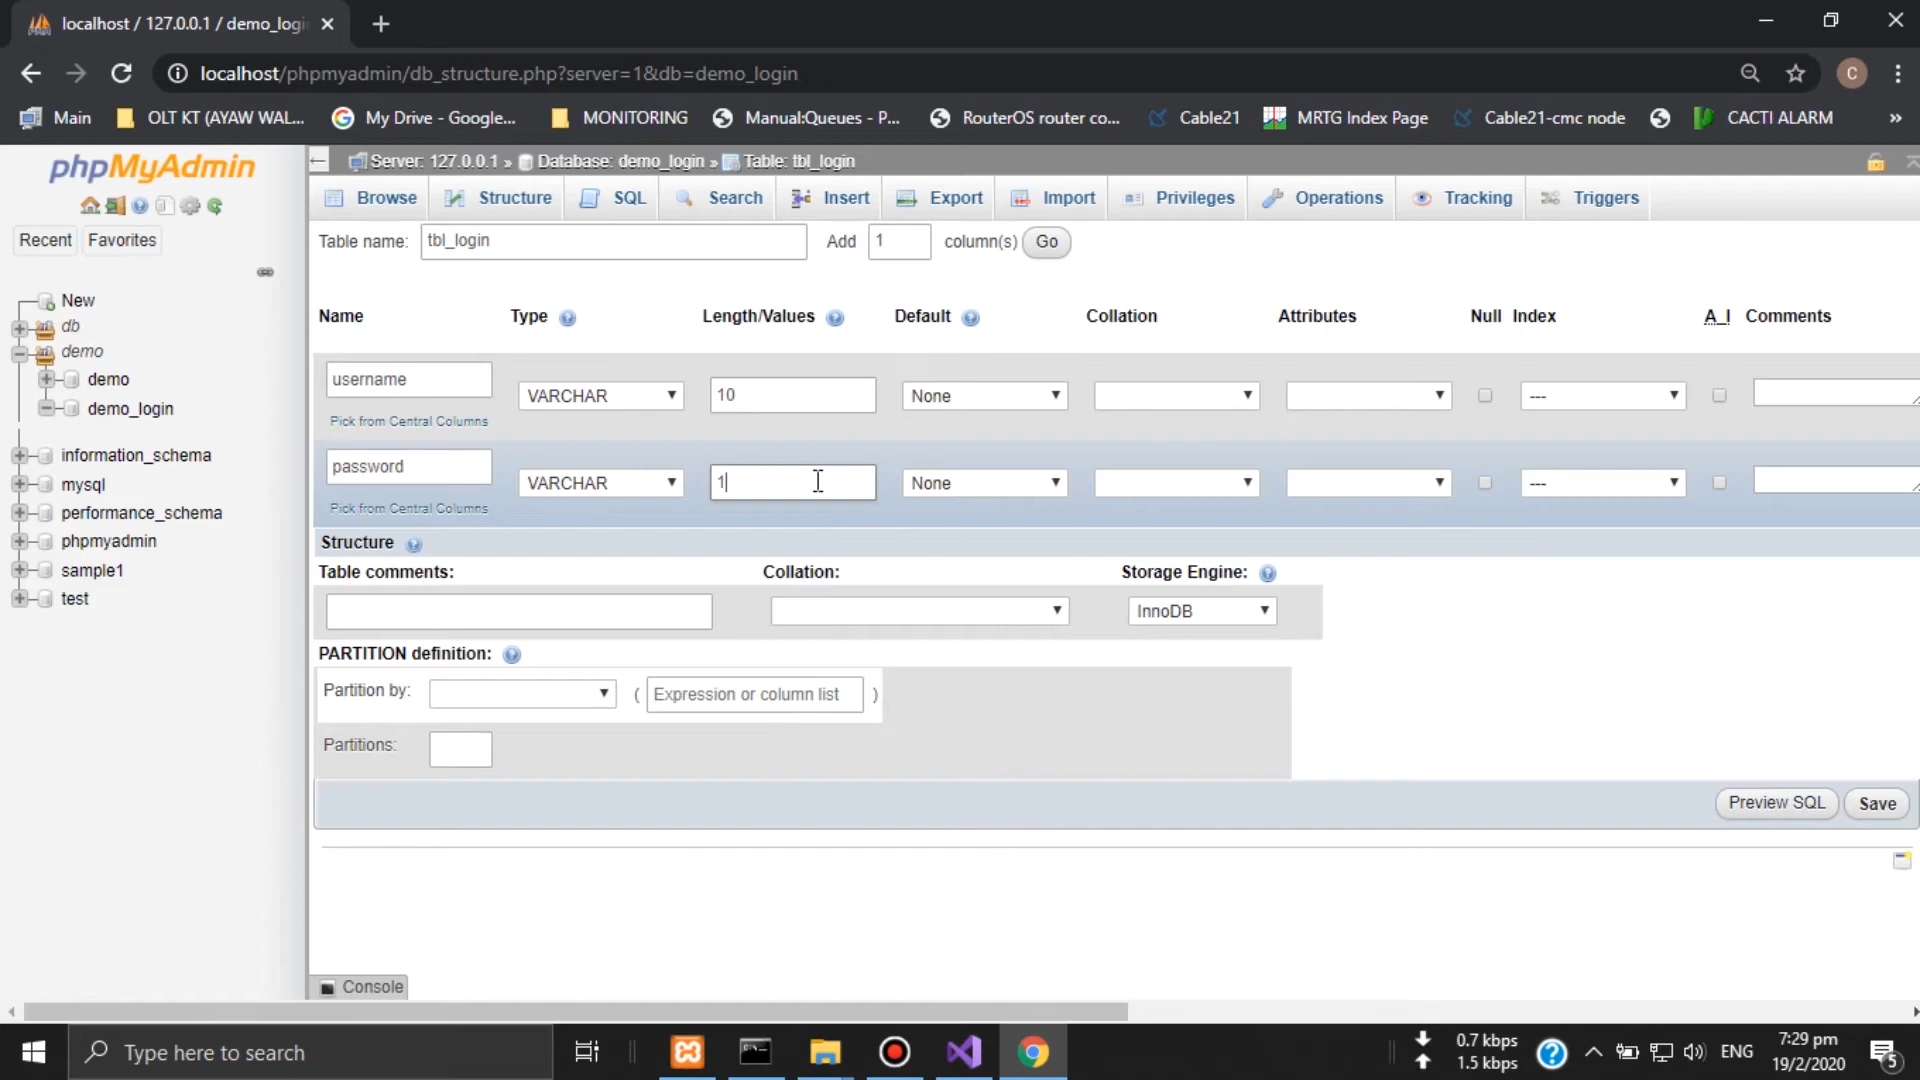 localhost / 127.0.0.1 / demo_logi
localhost/phpmyadmin/db_structure.php?server=1&db=demo_login
C
Main
OLT KT (AYAW WAL...
My Drive - Google...
MONITORING
Manual:Queues - P...
RouterOS router co...
Cable21
MRTG Index Page
Cable21-cmc node
CACTI ALARM
»
phpMyAdmin
Recent
Favorites
New
db
demo
demo
demo_login
information_schema
mysql
performance_schema
phpmyadmin
sample1
test
Server: 127.0.0.1 » Database: demo_login » Table: tbl_login
Browse
Structure
SQL
Search
Insert
Export
Import
Privileges
Operations
Tracking
Triggers
Table name: tbl_login Add 1 column(s) Go
Name Type Length/Values Default Collation Attributes Null Index A_I Comments
username VARCHAR 10 None ---
Pick from Central Columns
password VARCHAR 1 None ---
Pick from Central Columns
Structure
Table comments: Collation: Storage Engine:
InnoDB
PARTITION definition:
Partition by: ( Expression or column list )
Partitions:
Preview SQL Save
Console
Type here to search
0.7 kbps
1.5 kbps
ENG
7:29 pm
19/2/2020
5